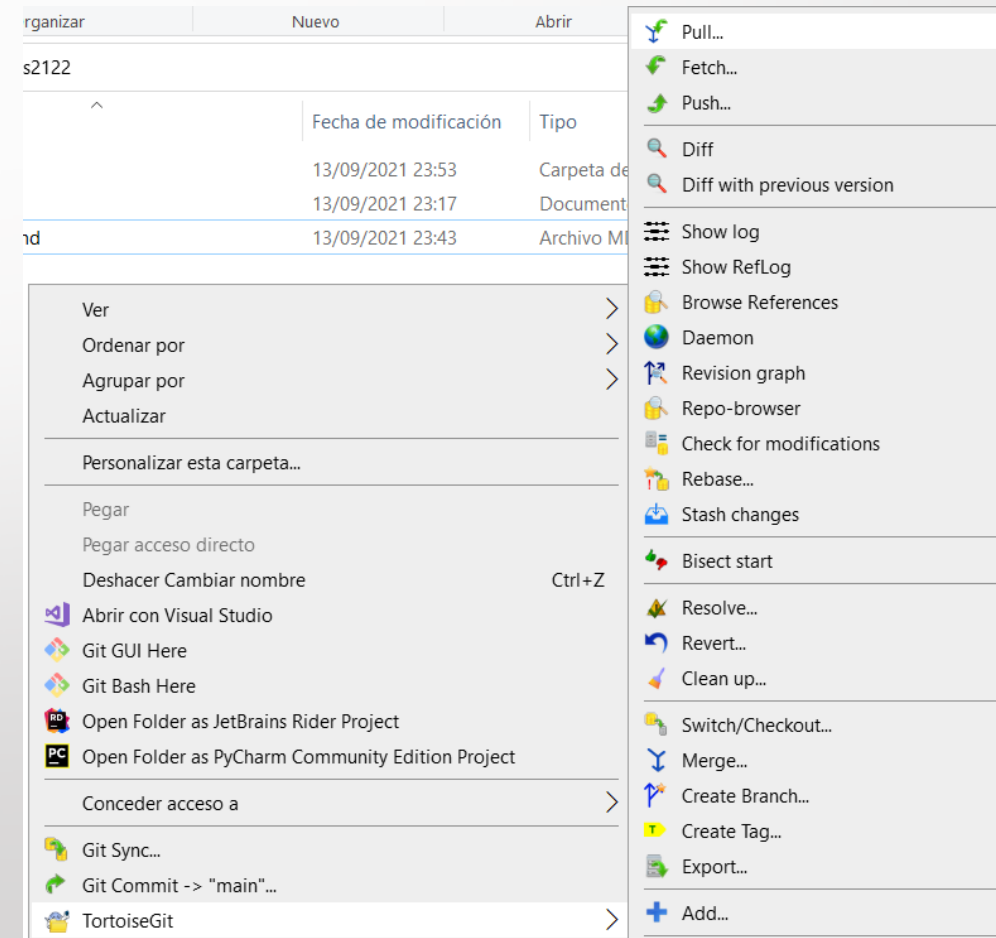 rganizar
Nuevo
Abrir
s2122
Fecha de modificación
Tipo
13/09/2021 23:53
Carpeta de
13/09/2021 23:17
Document
nd
13/09/2021 23:43
Archivo MI
Ver
Ordenar por
Agrupar por
Actualizar
Personalizar esta carpeta...
Pegar
Pegar acceso directo
Deshacer Cambiar nombre
Ctrl+Z
Abrir con Visual Studio
Git GUI Here
Git Bash Here
RD
Open Folder as JetBrains Rider Project
PC
Open Folder as PyCharm Community Edition Project
Conceder acceso a
Git Sync...
Git Commit -> "main"...
TortoiseGit
Pull...
Fetch...
Push...
Diff
Diff with previous version
Show log
Show RefLog
Browse References
Daemon
Revision graph
Repo-browser
Check for modifications
Rebase...
Stash changes
Bisect start
Resolve...
Revert...
Clean up...
Switch/Checkout...
Merge...
Create Branch...
T
Create Tag...
Export...
Add...